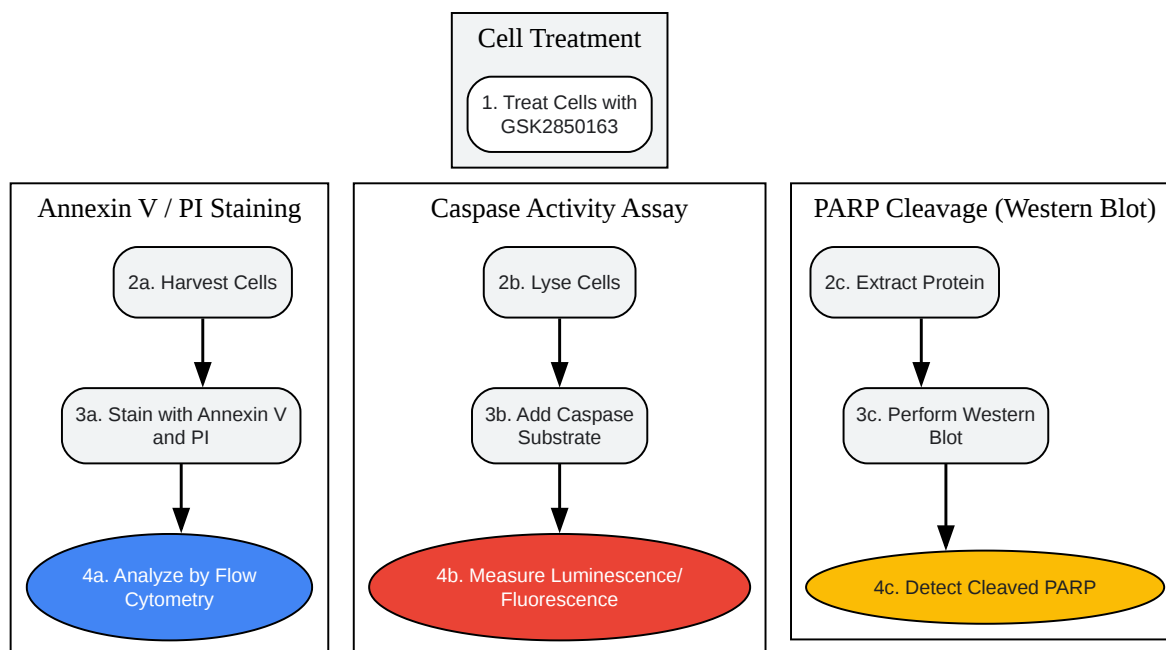 Cell Treatment
1. Treat Cells with
GSK2850163
Annexin V / PI Staining
2a. Harvest Cells
3a. Stain with Annexin V
and PI
4a. Analyze by Flow
Cytometry
Caspase Activity Assay
2b. Lyse Cells
3b. Add Caspase
Substrate
4b. Measure Luminescence/
Fluorescence
PARP Cleavage (Western Blot)
2c. Extract Protein
3c. Perform Western
Blot
4c. Detect Cleaved PARP